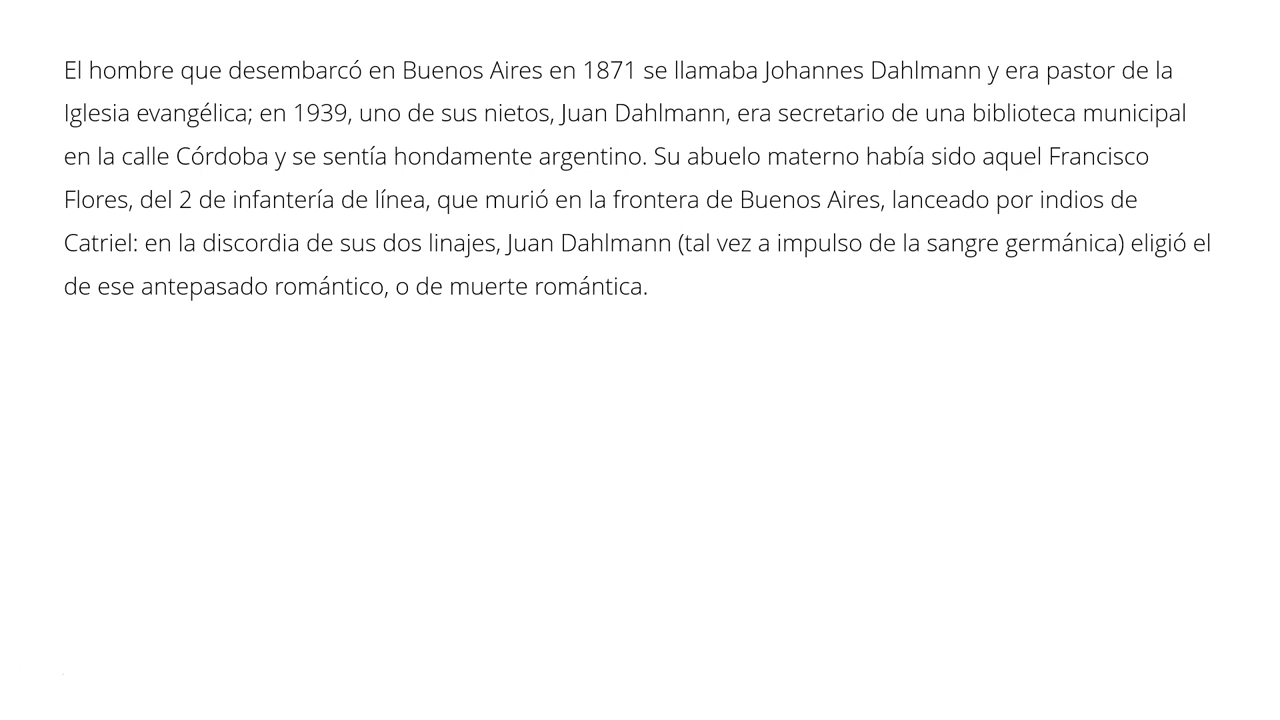 El hombre que desembarcó en Buenos Aires en 1871 se llamaba Johannes Dahlmann y era pastor de la
Iglesia evangélica; en 1939, uno de sus nietos, Juan Dahlmann, era secretario de una biblioteca municipal
en la calle Córdoba y se sentía hondamente argentino. Su abuelo materno había sido aquel Francisco
Flores, del 2 de infantería de línea, que murió en la frontera de Buenos Aires, lanceado por indios de
Catriel: en la discordia de sus dos linajes, Juan Dahlmann (tal vez a impulso de la sangre germánica) eligió el
de ese antepasado romántico, o de muerte romántica.